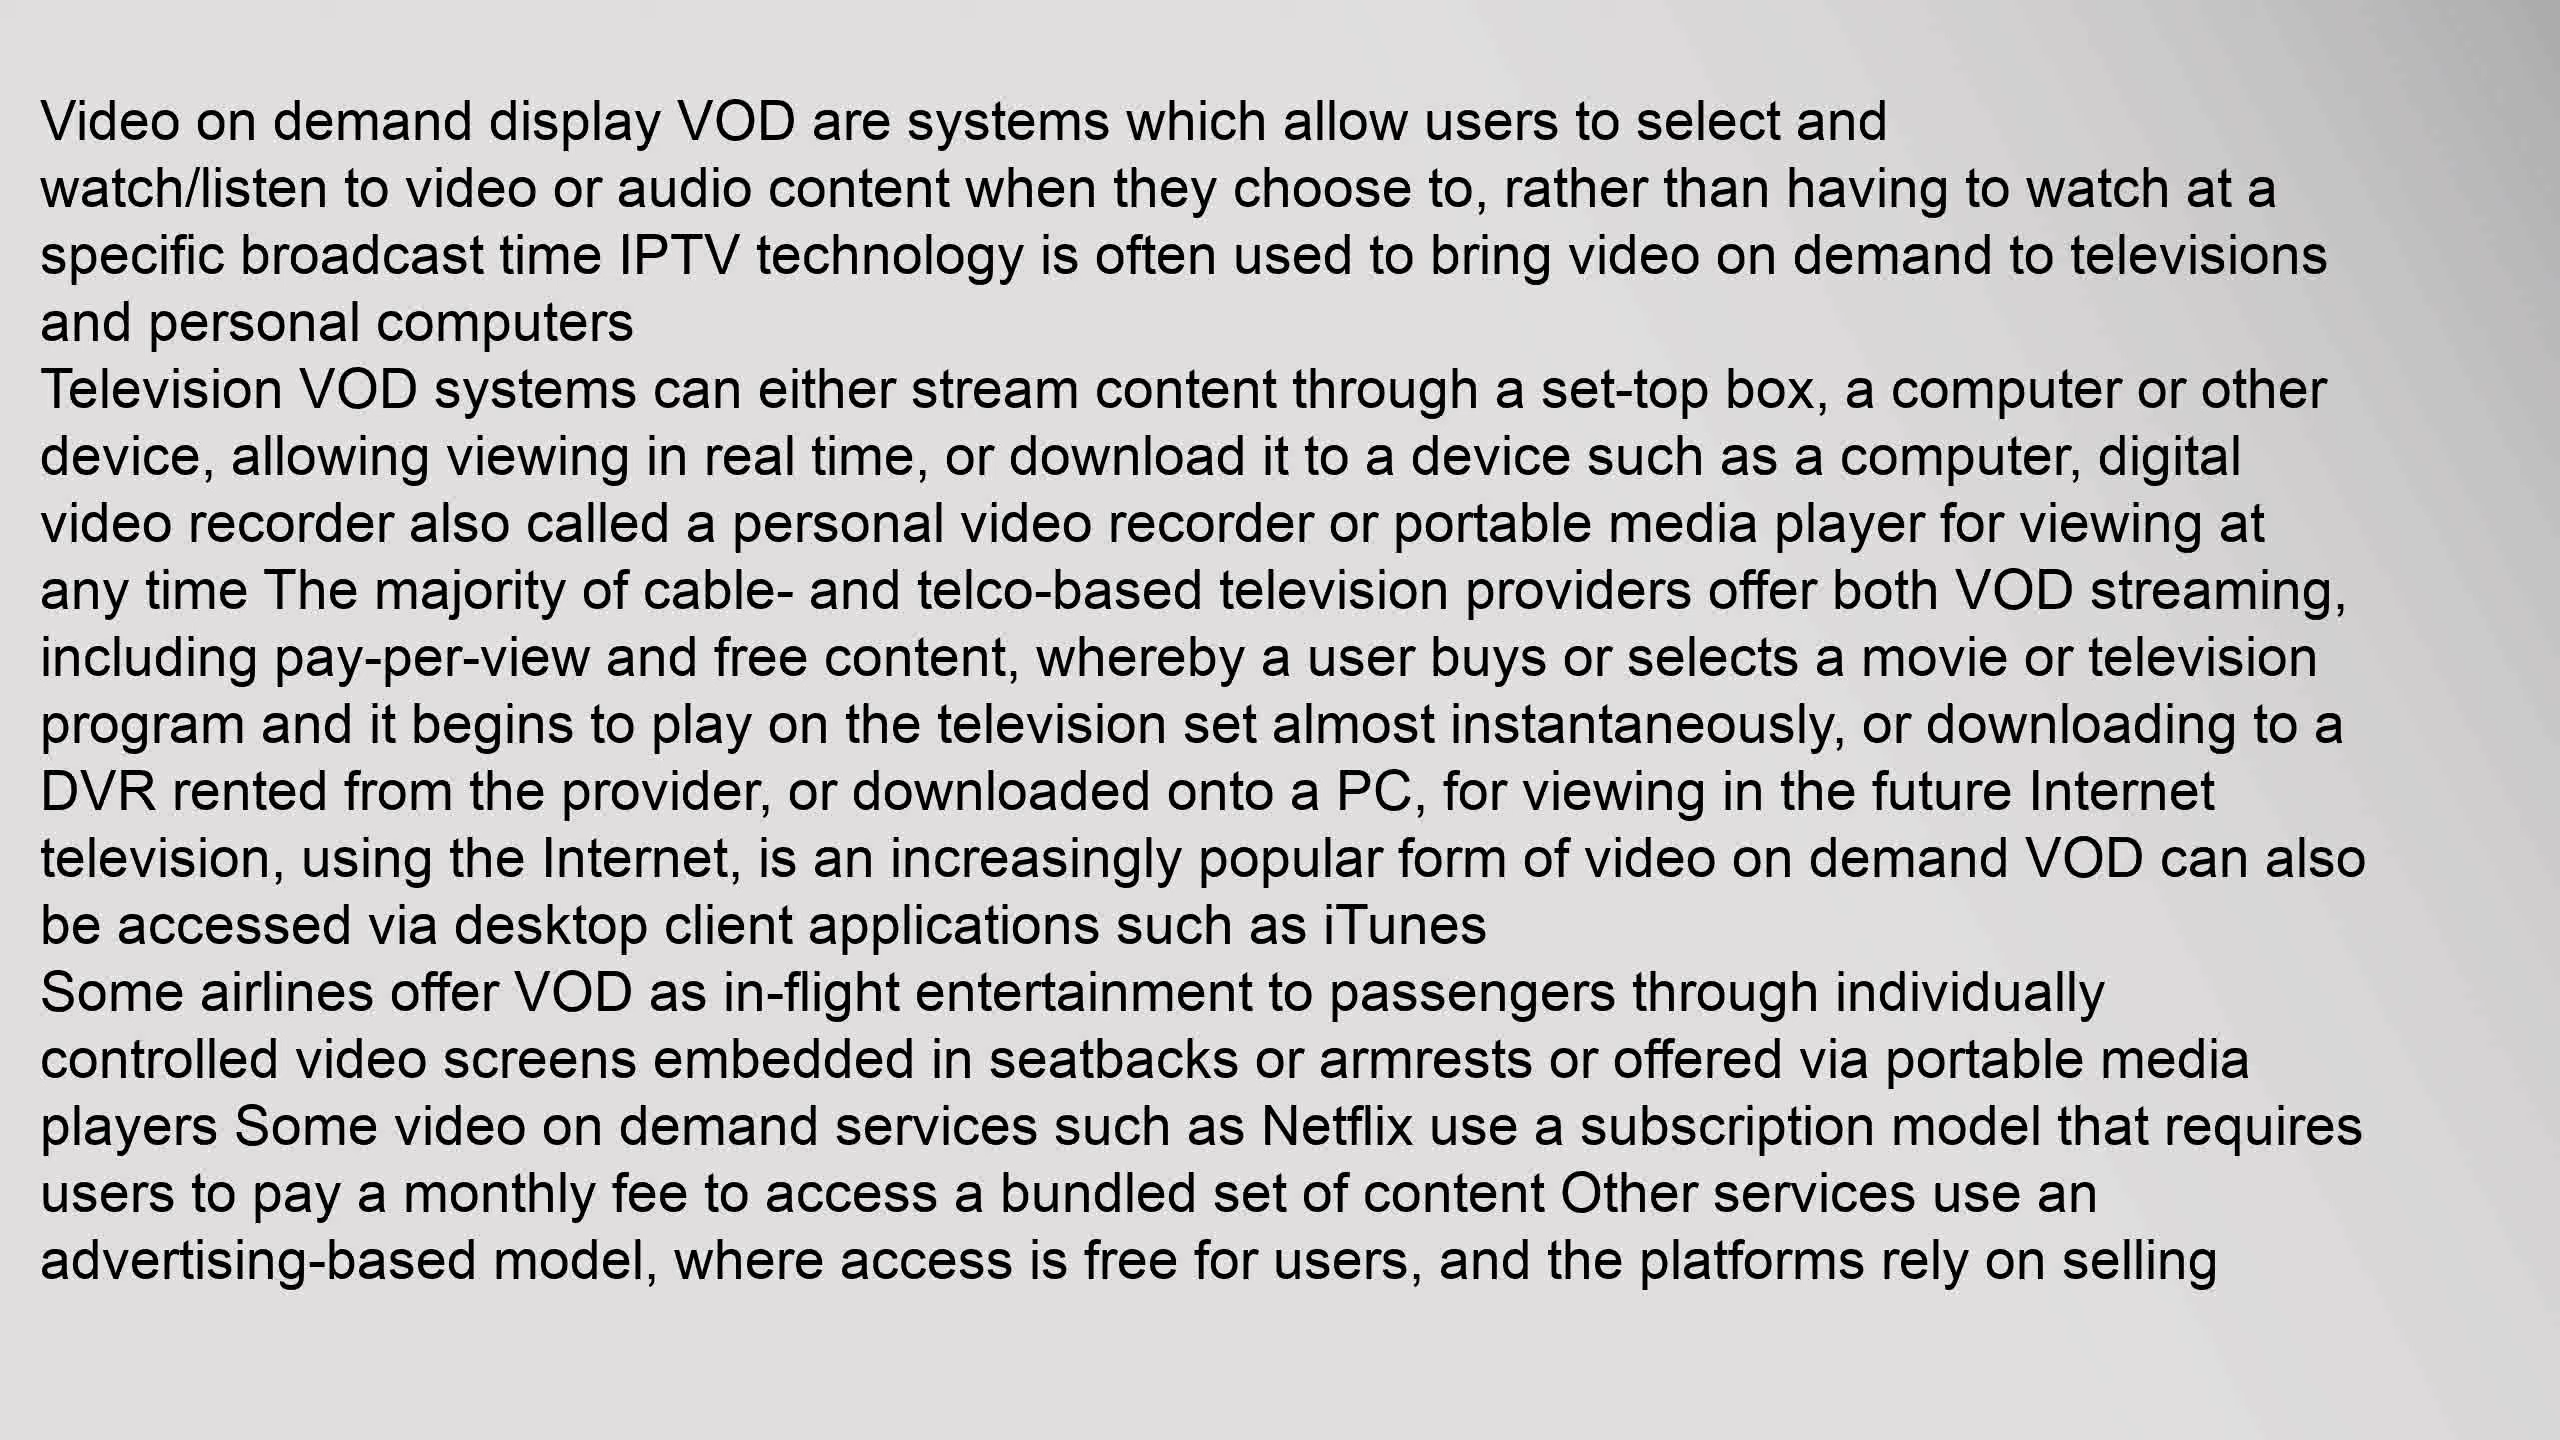 Video on demand display VOD are systems which allow users to select and
watch/listen to video or audio content when they choose to, rather than having to watch at a
specific broadcast time IPTV technology is often used to bring video on demand to televisions
and personal computers
Television VOD systems can either stream content through a set-top box, a computer or other
device, allowing viewing in real time, or download it to a device such as a computer, digital
video recorder also called a personal video recorder or portable media player for viewing at
any time The majority of cable- and telco-based television providers offer both VOD streaming,
including pay-per-view and free content, whereby a user buys or selects a movie or television
program and it begins to play on the television set almost instantaneously, or downloading to a
DVR rented from the provider, or downloaded onto a PC, for viewing in the future Internet
television, using the Internet, is an increasingly popular form of video on demand VOD can also
be accessed via desktop client applications such as iTunes
Some airlines offer VOD as in-flight entertainment to passengers through individually
controlled video screens embedded in seatbacks or armrests or offered via portable media
players Some video on demand services such as Netflix use a subscription model that requires
users to pay a monthly fee to access a bundled set of content Other services use an
advertising-based model, where access is free for users, and the platforms rely on selling